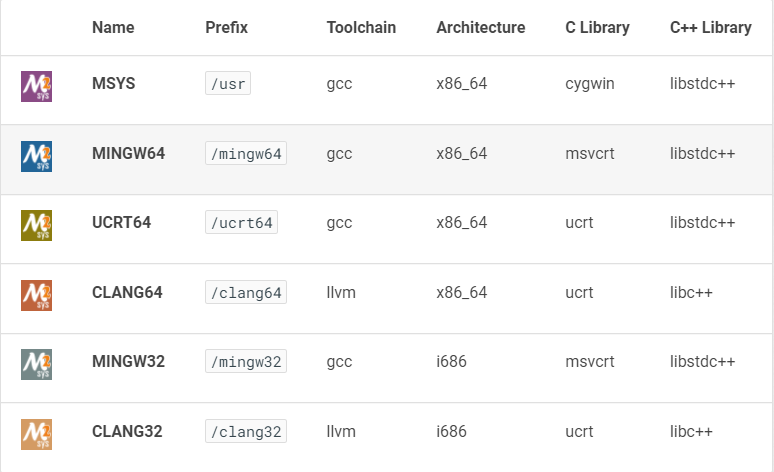 Name Prefix Toolchain Architecture C Library C++ Library
M2 sys MSYS /usr gcc x86_64 cygwin libstdc++
M2 sys MINGW64 /mingw64 gcc x86_64 msvcrt libstdc++
M2 sys UCRT64 /ucrt64 gcc x86_64 ucrt libstdc++
M2 sys CLANG64 /clang64 llvm x86_64 ucrt libc++
M2 sys MINGW32 /mingw32 gcc i686 msvcrt libstdc++
M2 sys CLANG32 /clang32 llvm i686 ucrt libc++